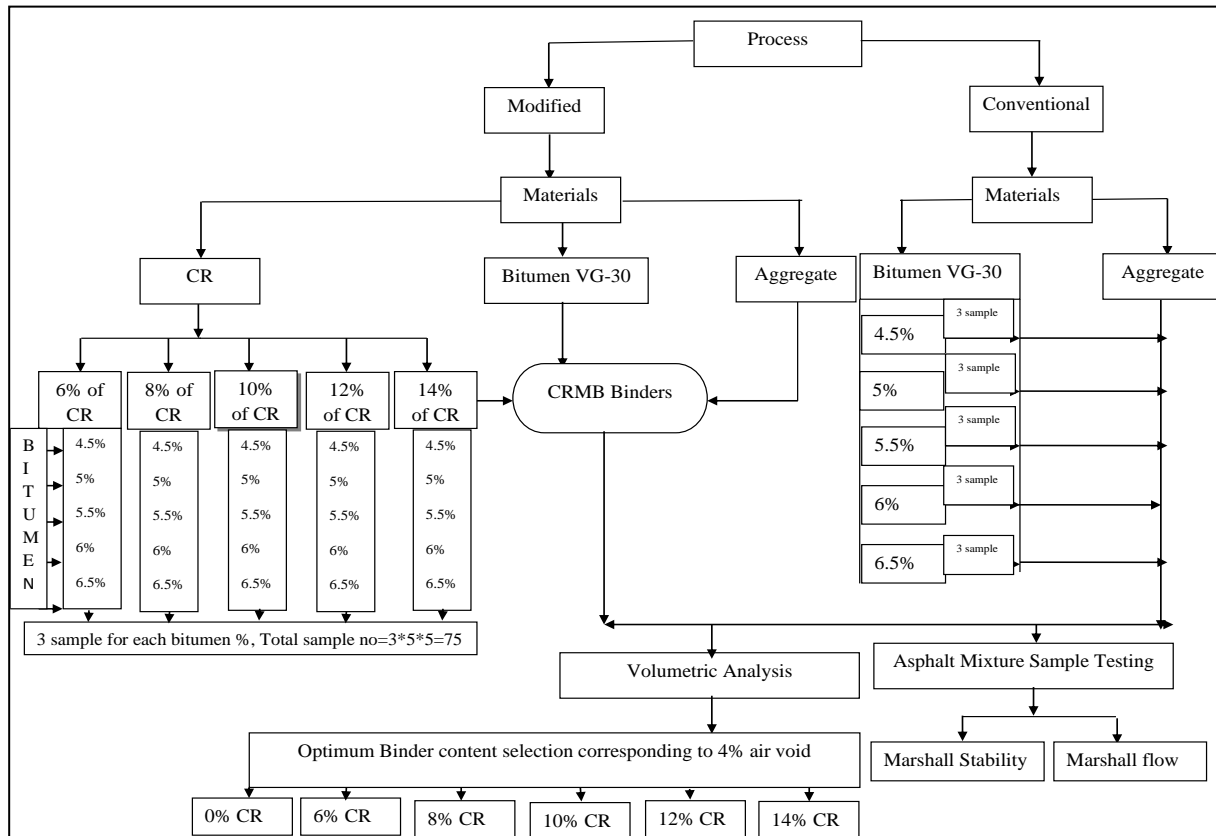 Process
Modified
Conventional
Materials
Materials
CR
Bitumen VG-30
Aggregate
Bitumen VG-30
Aggregate
3 sample
4.5%
3 sample
5%
3 sample
5.5%
3 sample
6%
3 sample
6.5%
6% of
CR
8% of
CR
10%
of CR
12%
of CR
14%
of CR
CRMB Binders
B
I
T
U
M
E
N
4.5%
5%
5.5%
6%
6.5%
4.5%
5%
5.5%
6%
6.5%
4.5%
5%
5.5%
6%
6.5%
4.5%
5%
5.5%
6%
6.5%
4.5%
5%
5.5%
6%
6.5%
3 sample for each bitumen %, Total sample no=3*5*5=75
Volumetric Analysis
Asphalt Mixture Sample Testing
Optimum Binder content selection corresponding to 4% air void
Marshall Stability
Marshall flow
0% CR
6% CR
8% CR
10% CR
12% CR
14% CR